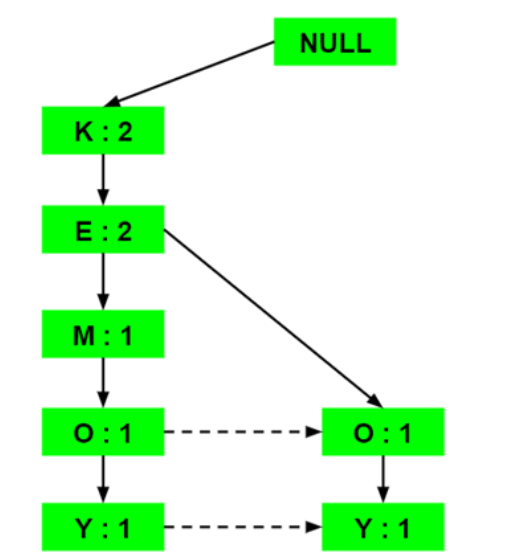 NULL
K : 2
E : 2
M : 1
O : 1 O : 1
Y : 1 Y : 1